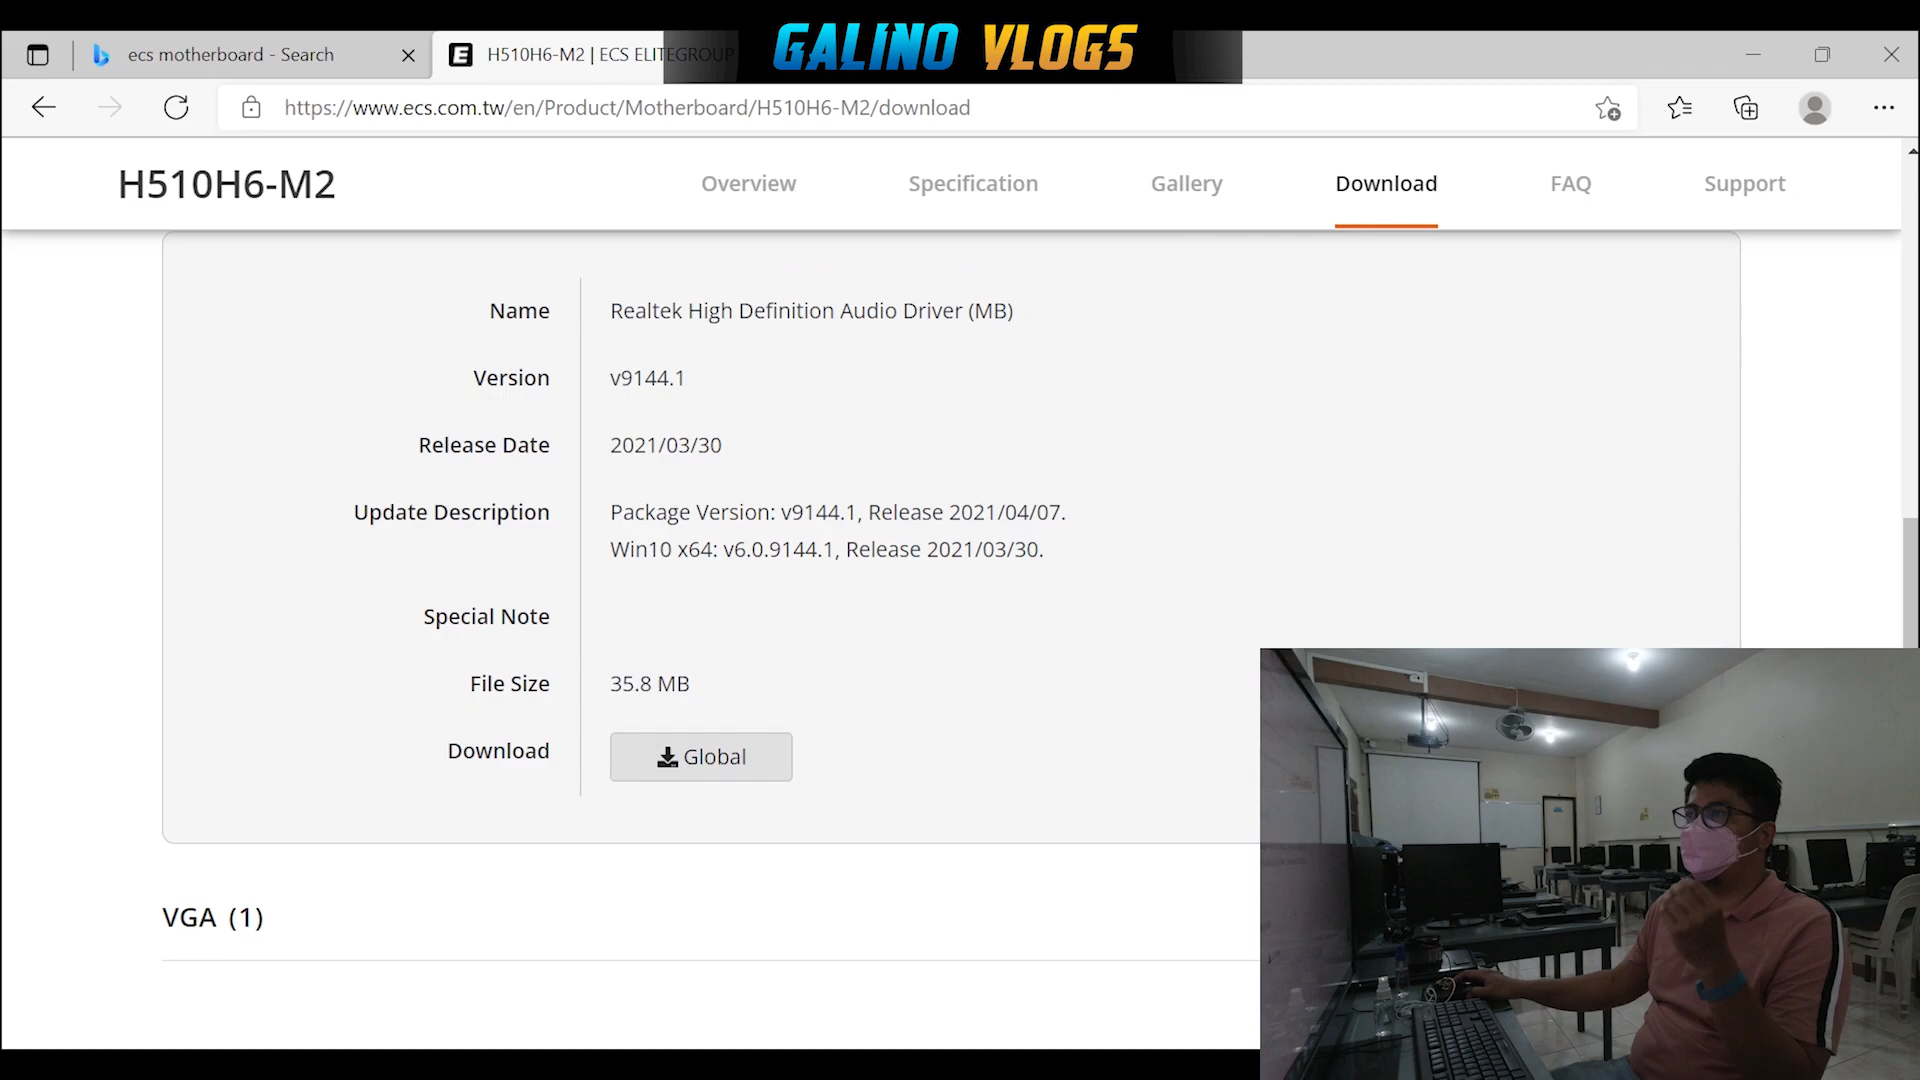 GALINO VLOGS
ecs motherboard - Search
H510H6-M2 | ECS ELITEGROUP
https://www.ecs.com.tw/en/Product/Motherboard/H510H6-M2/download
H510H6-M2
Overview
Specification
Gallery
Download
FAQ
Support
Name
Realtek High Definition Audio Driver (MB)
Version
v9144.1
Release Date
2021/03/30
Update Description
Package Version: v9144.1, Release 2021/04/07.
Win10 x64: v6.0.9144.1, Release 2021/03/30.
Special Note
File Size
35.8 MB
Download
Global
VGA (1)